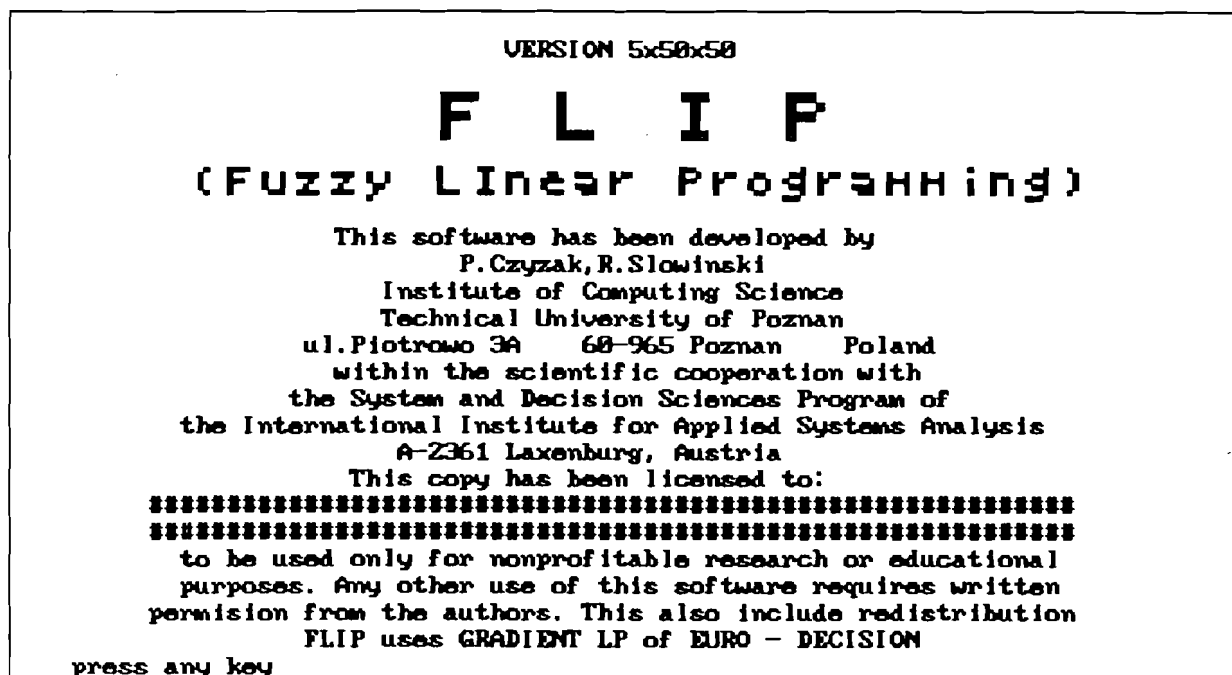 VERSION 5x50x50
F L I P
(Fuzzy LInear Programming)
This software has been developed by
P.Czyzak,R.Slowinski
Institute of Computing Science
Technical University of Poznan
ul.Piotrowo 3A 60-965 Poznan Poland
within the scientific cooperation with
the System and Decision Sciences Program of
the International Institute for Applied Systems Analysis
A-2361 Laxenburg, Austria
This copy has been licensed to:
############################################################
############################################################
to be used only for nonprofitable research or educational
purposes. Any other use of this software requires written
permision from the authors. This also include redistribution
FLIP uses GRADIENT LP of EURO - DECISION
press any key